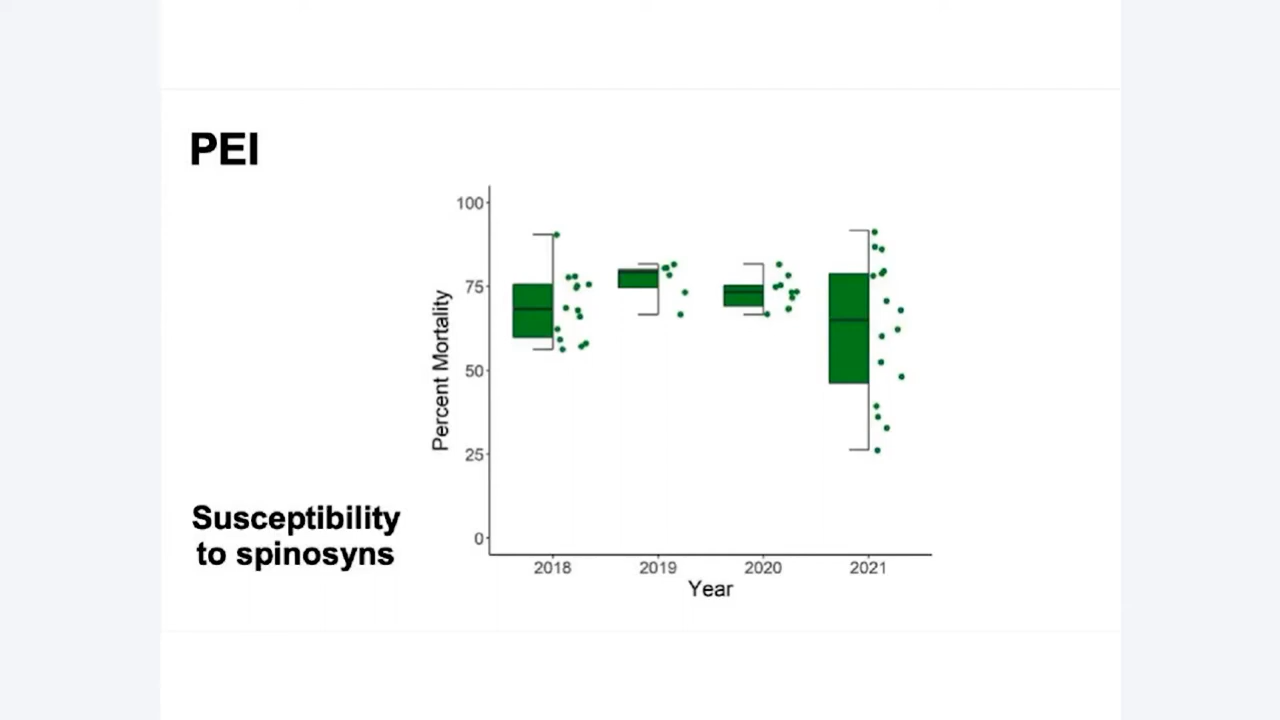 PEI
100
75
50
25
0
Percent Mortality
2018 2019 2020 2021
Year
Susceptibility
to spinosyns